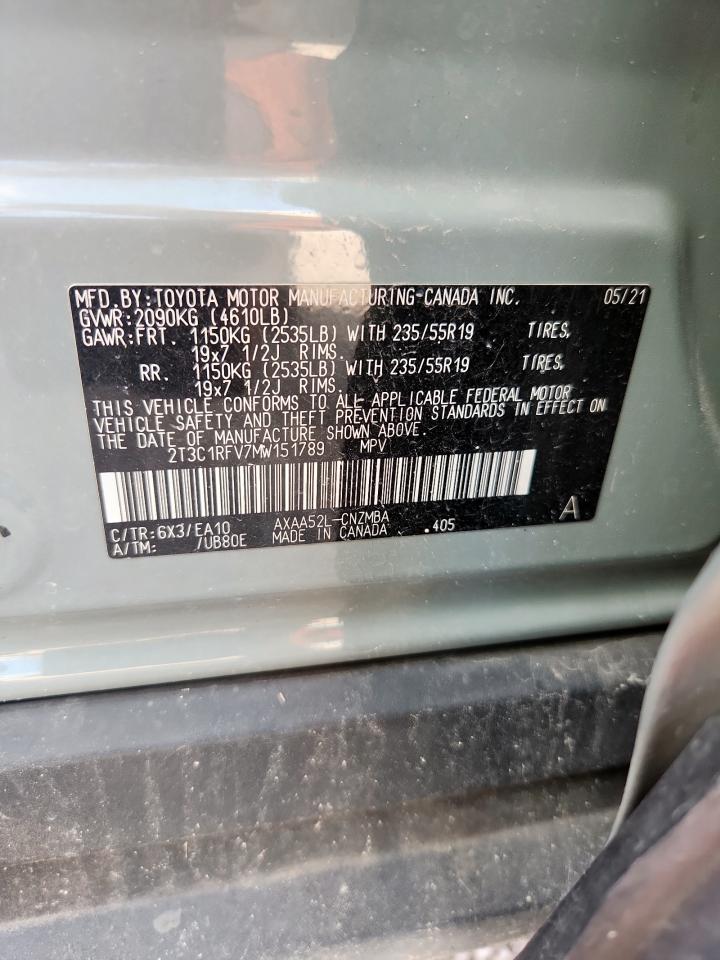 MFD.BY:TOYOTA MOTOR MANUFACTURING-CANADA INC. 05/21
GVWR:2090KG (4610LB)
GAWR:FRT. 1150KG (2535LB) WITH 235/55R19 TIRES,
19x7 1/2J RIMS.
RR. 1150KG (2535LB) WITH 235/55R19 TIRES,
19x7 1/2J RIMS.
THIS VEHICLE CONFORMS TO ALL APPLICABLE FEDERAL MOTOR
VEHICLE SAFETY AND THEFT PREVENTION STANDARDS IN EFFECT ON
THE DATE OF MANUFACTURE SHOWN ABOVE.
2T3C1RFV7MW151789 MPV
C/TR:6X3/EA10 AXAA52L-CNZMBA .405 A
A/TM: /UB80E MADE IN CANADA